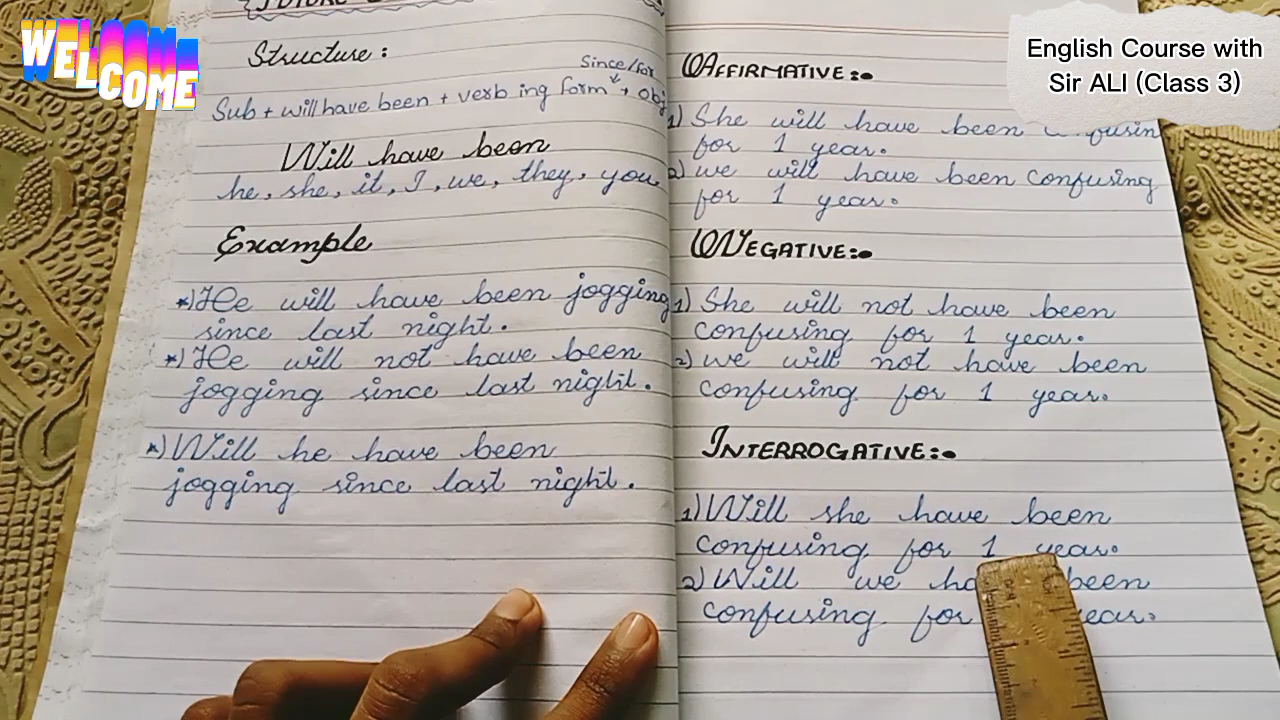 WELCOME
WELCOME
English Course with
Sir ALI (Class 3)
Structure :
Since/for
Sub + will have been + verb ing form + obj
Will have been
he, she, it, I, we, they, you
Example
*) He will have been jogging
since last night.
*) He will not have been
jogging since last night.
*) Will he have been
jogging since last night.
AFFIRMATIVE:
1) She will have been
for 1 year.
2) we will have been confusing
for 1 year.
NEGATIVE:
1) She will not have been
confusing for 1 year.
2) we will not have been
confusing for 1 year.
INTERROGATIVE:
1) Will she have been
confusing for 1 year.
2) Will we been
confusing for year.